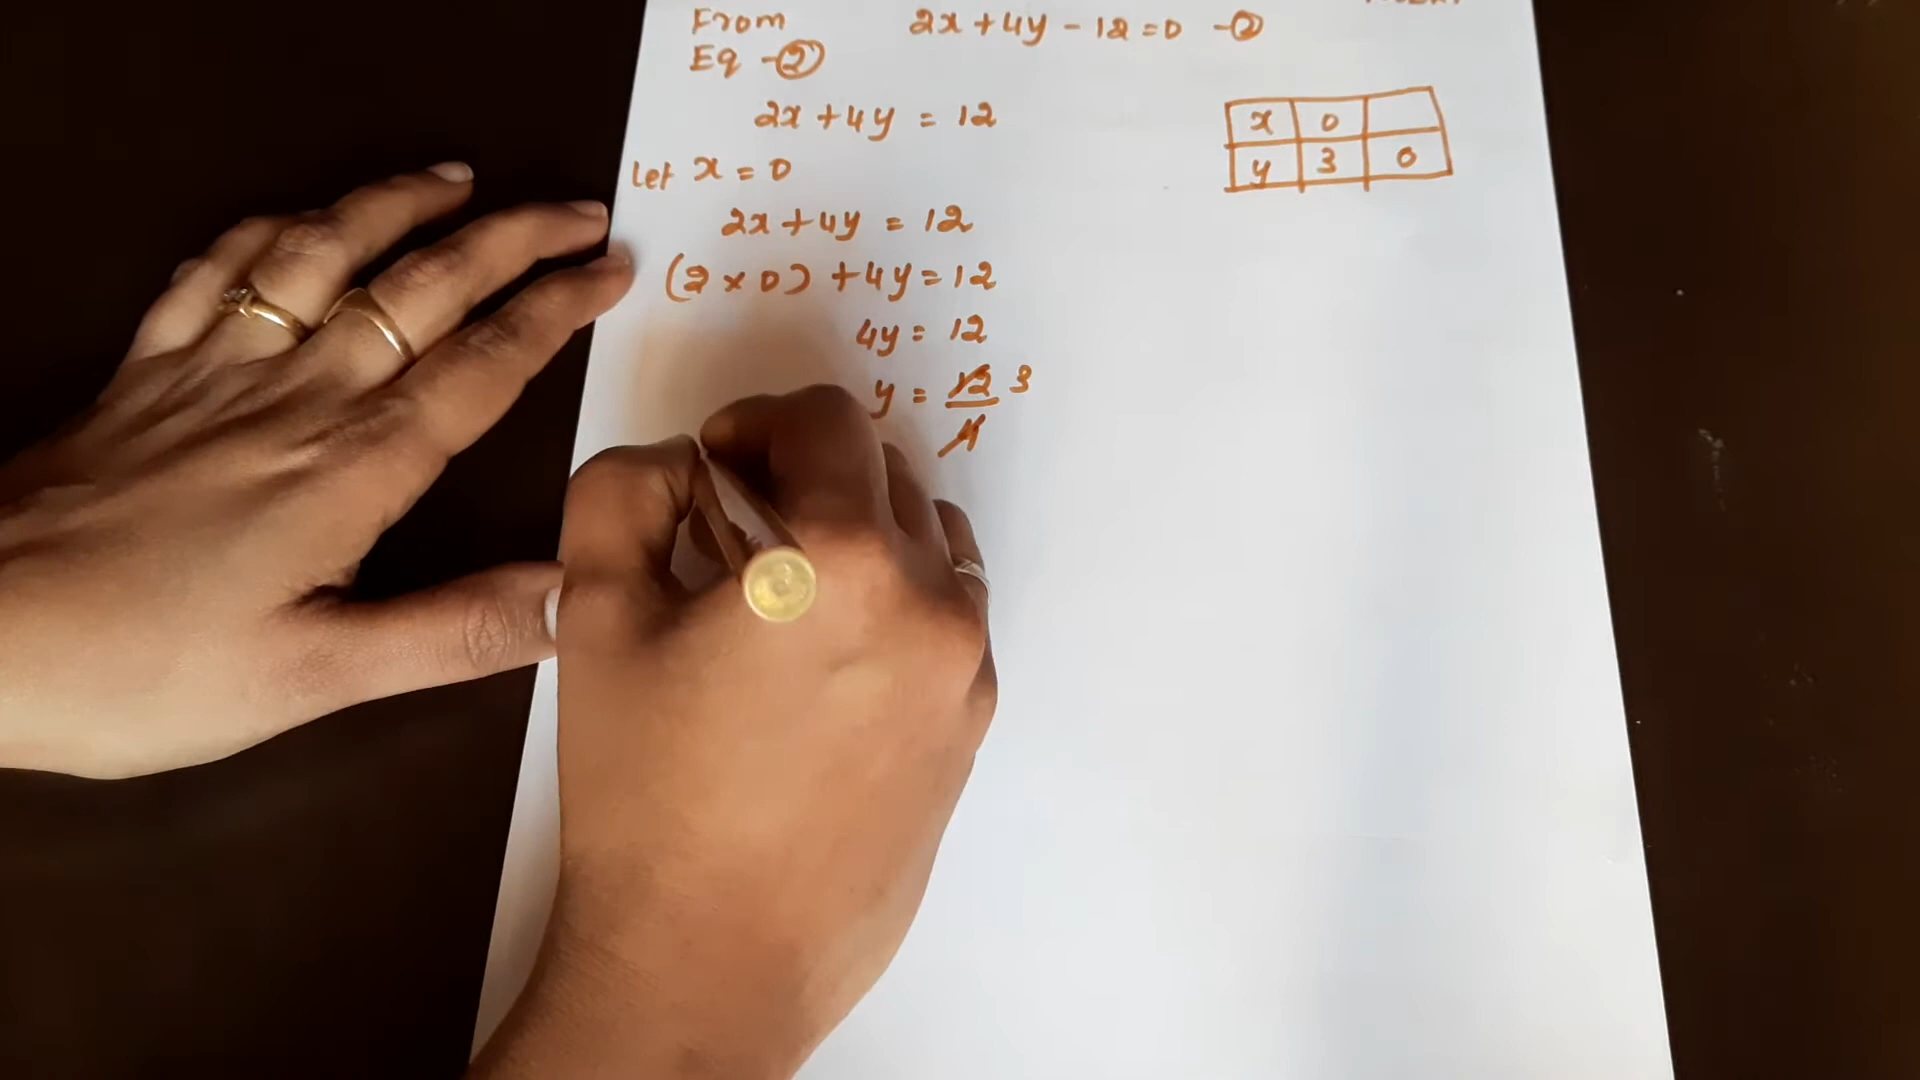 From 2x + 4y - 12 = 0 -②
Eq -②
2x + 4y = 12
x 0
y 3 0
Let x = 0
2x + 4y = 12
(2 × 0) + 4y = 12
4y = 12
y = 12/4 3